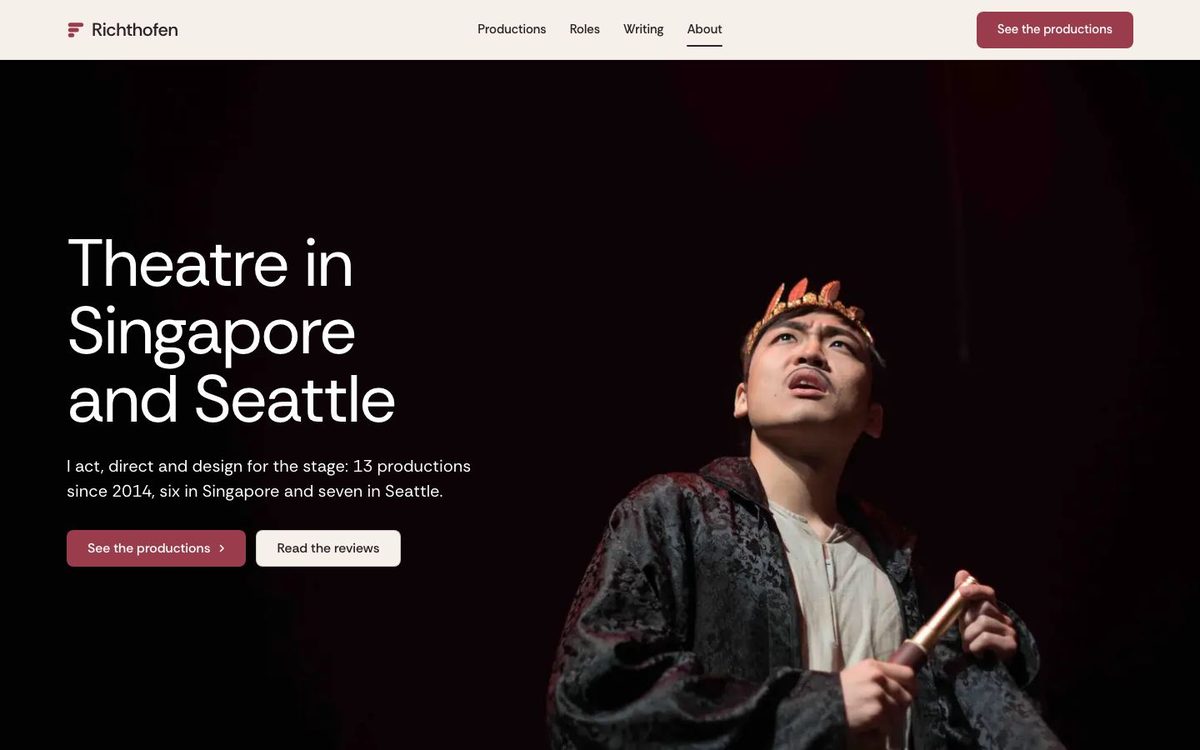 Richthofen
Productions
Roles
Writing
About
See the productions
Theatre in
Singapore
and Seattle
I act, direct and design for the stage: 13 productions
since 2014, six in Singapore and seven in Seattle.
See the productions
Read the reviews